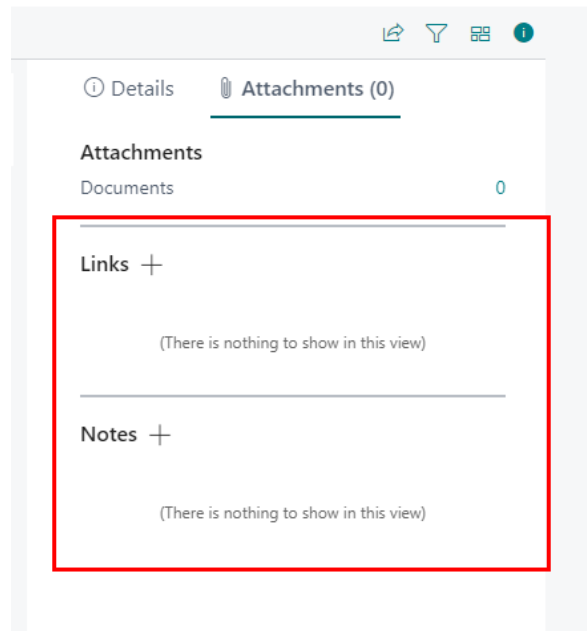 Details
Attachments (0)
Attachments
Documents 0
Links
(There is nothing to show in this view)
Notes
(There is nothing to show in this view)